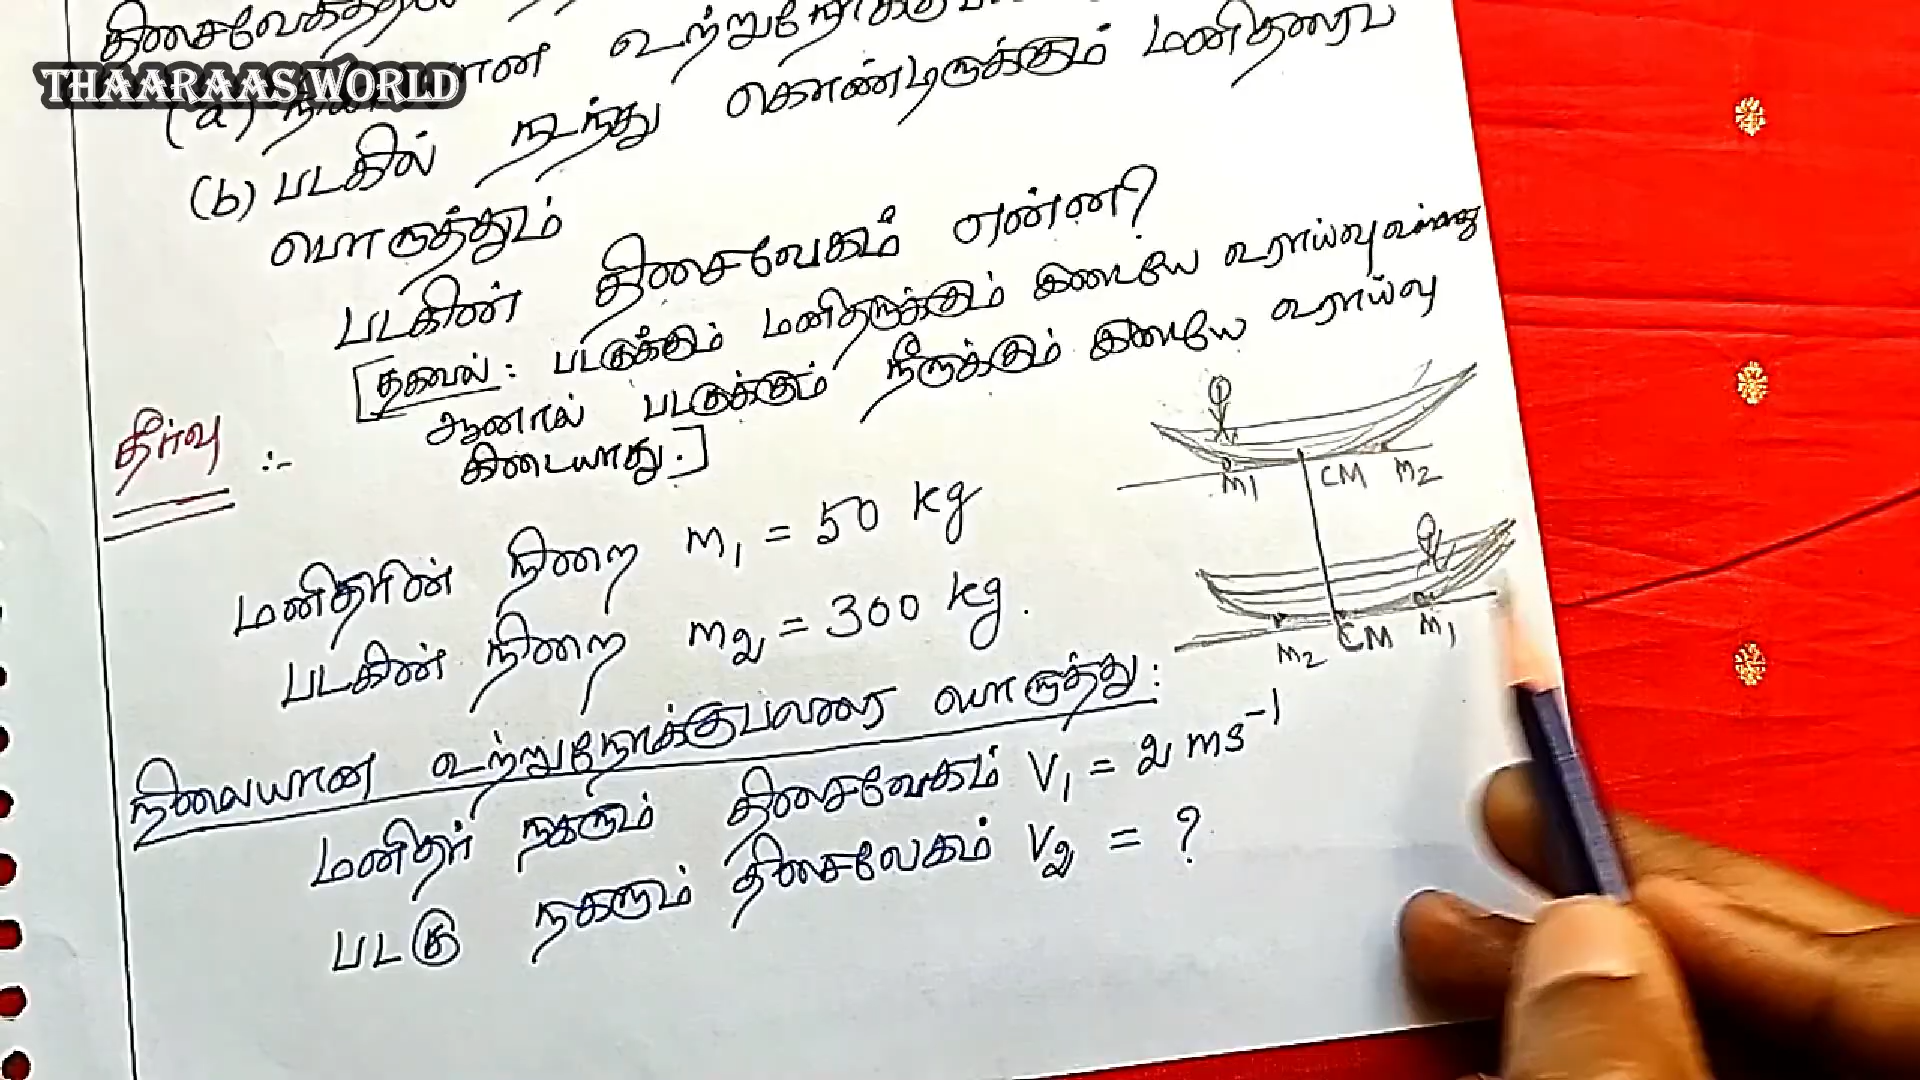 THAARAAS WORLD
(b) படகில் நடந்து கொண்டிருக்கும் மனிதரைப்
பொருத்தும்
படகின் திசைவேகம் என்ன?
[தகவல் : படகுக்கும் மனிதருக்கும் இடையே உராய்வு உள்ளது
ஆனால் படகுக்கும் நீருக்கும் இடையே உராய்வு
கிடையாது.]
தீர்வு :-
m1 CM m2
மனிதரின் நிறை m1 = 50 kg
படகின் நிறை m2 = 300 kg.
m2 CM m1
நிலையான உற்றுநோக்குபவரை பொருத்து :
மனிதர் நகரும் திசைவேகம் V1 = 2 ms-1
படகு நகரும் திசைவேகம் V2 = ?